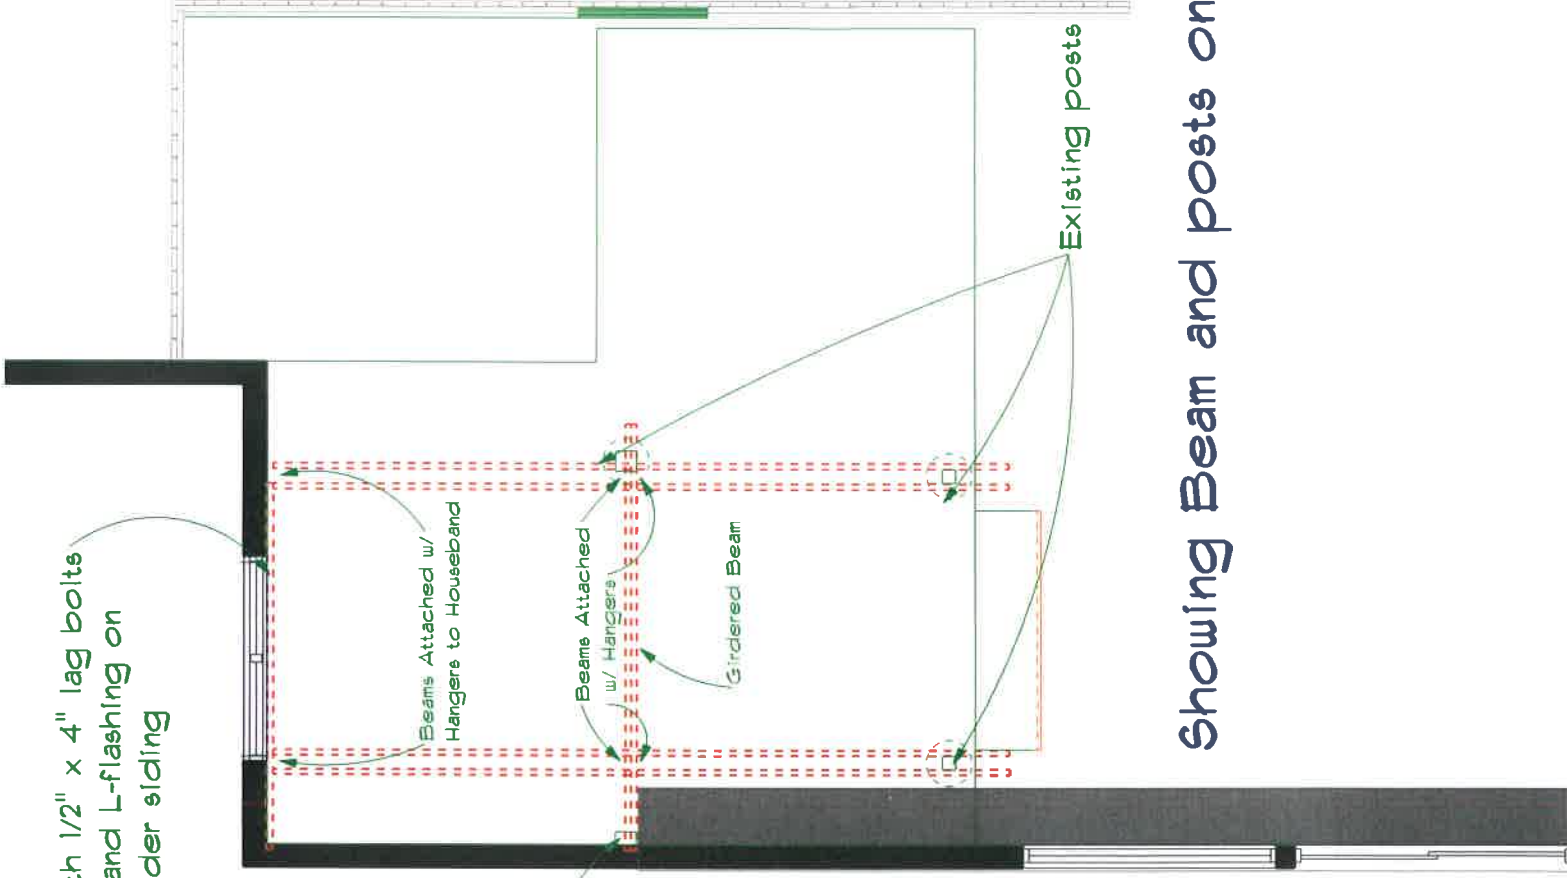 th 1/2" x 4" lag bolts
and L-flashing on
der siding
Beams Attached w/
Hangers to Houseband
Beams Attached
w/ Hangers
Girdered Beam
Existing posts
Showing Beam and posts on